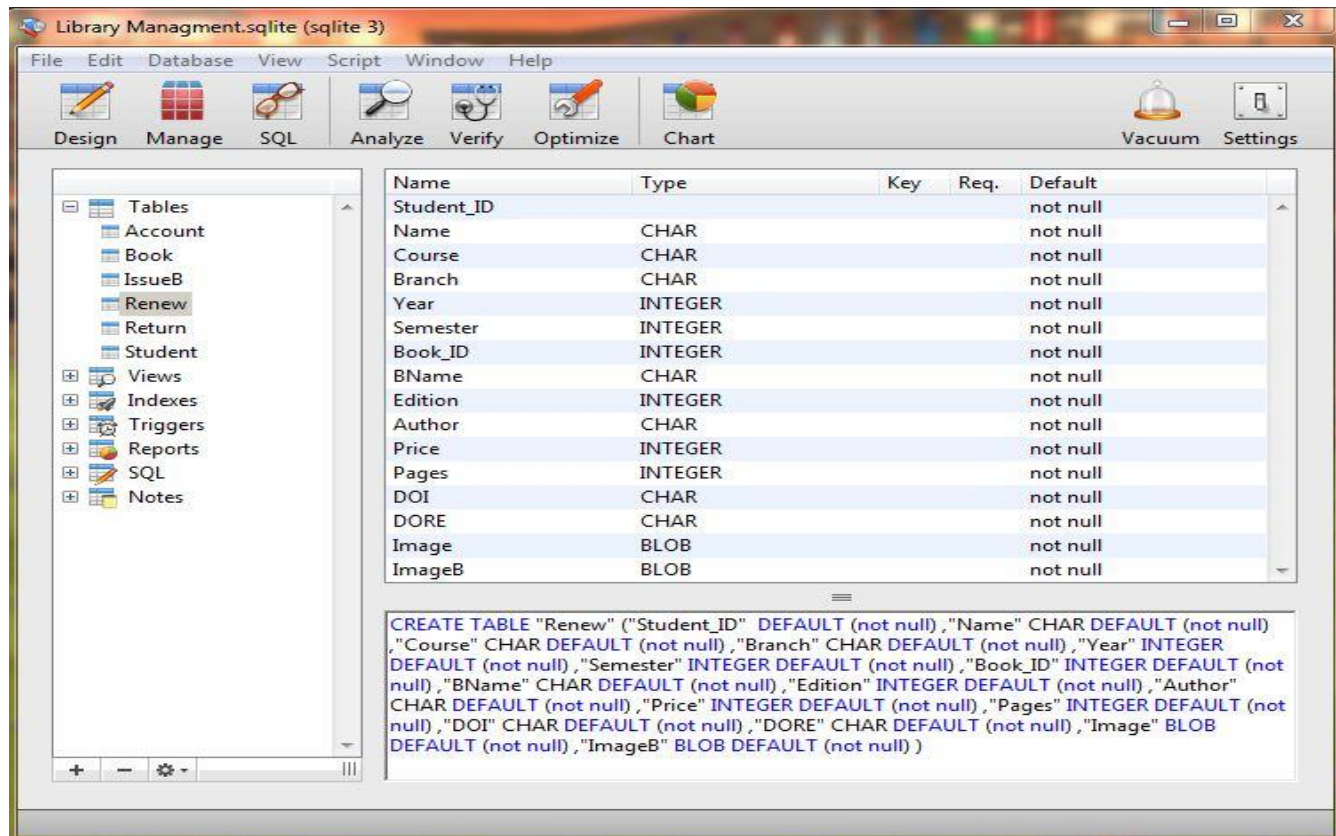 Library Managment.sqlite (sqlite 3)
File Edit Database View Script Window Help
Design Manage SQL Analyze Verify Optimize Chart Vacuum Settings
Tables
Account
Book
IssueB
Renew
Return
Student
Views
Indexes
Triggers
Reports
SQL
Notes
Name Type Key Req. Default
Student_ID not null
Name CHAR not null
Course CHAR not null
Branch CHAR not null
Year INTEGER not null
Semester INTEGER not null
Book_ID INTEGER not null
BName CHAR not null
Edition INTEGER not null
Author CHAR not null
Price INTEGER not null
Pages INTEGER not null
DOI CHAR not null
DORE CHAR not null
Image BLOB not null
ImageB BLOB not null
CREATE TABLE "Renew" ("Student_ID" DEFAULT (not null) ,"Name" CHAR DEFAULT (not null)
,"Course" CHAR DEFAULT (not null) ,"Branch" CHAR DEFAULT (not null) ,"Year" INTEGER
DEFAULT (not null) ,"Semester" INTEGER DEFAULT (not null) ,"Book_ID" INTEGER DEFAULT (not
null) ,"BName" CHAR DEFAULT (not null) ,"Edition" INTEGER DEFAULT (not null) ,"Author"
CHAR DEFAULT (not null) ,"Price" INTEGER DEFAULT (not null) ,"Pages" INTEGER DEFAULT (not
null) ,"DOI" CHAR DEFAULT (not null) ,"DORE" CHAR DEFAULT (not null) ,"Image" BLOB
DEFAULT (not null) ,"ImageB" BLOB DEFAULT (not null) )